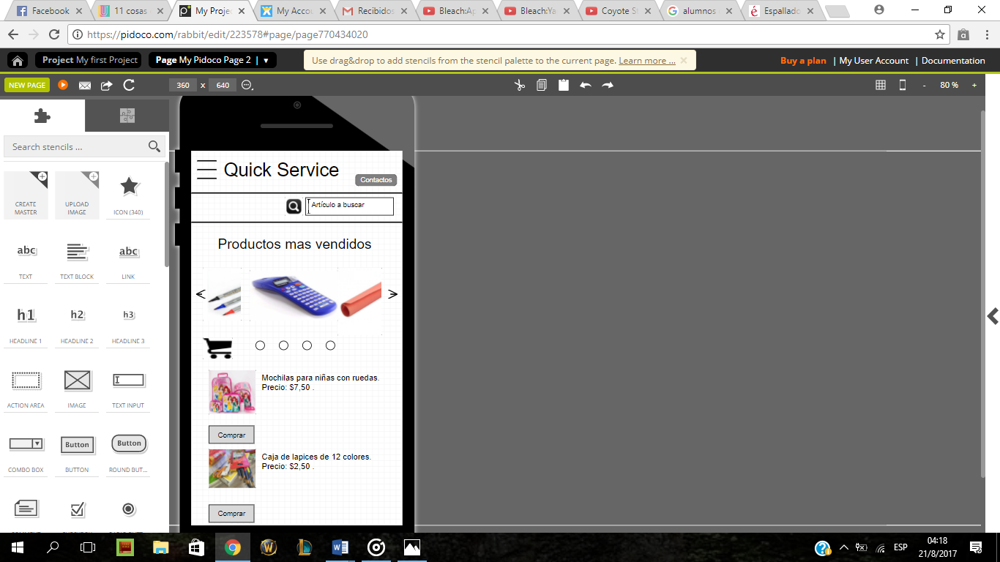 Facebook
11 cosas
My Projec
My Accou
Recibidos
Bleach:Ap
Bleach:Ya
Coyote St
alumnos
Espallado
https://pidoco.com/rabbit/edit/223578#page/page770434020
Project My first Project
Page My Pidoco Page 2 | ▼
Use drag&drop to add stencils from the stencil palette to the current page. Learn more ...
Buy a plan | My User Account | Documentation
NEW PAGE
360 x 640
- 80 % +
Search stencils ...
CREATE MASTER
UPLOAD IMAGE
ICON (340)
abc
TEXT
TEXT BLOCK
abc
LINK
h1
HEADLINE 1
h2
HEADLINE 2
h3
HEADLINE 3
ACTION AREA
IMAGE
TEXT INPUT
COMBO BOX
Button
BUTTON
Button
ROUND BUT...
Quick Service
Contactos
Artículo a buscar
Productos mas vendidos
Mochilas para niñas con ruedas.
Precio: $7,50 .
Comprar
Caja de lapices de 12 colores.
Precio: $2,50 .
Comprar
ESP
04:18
21/8/2017